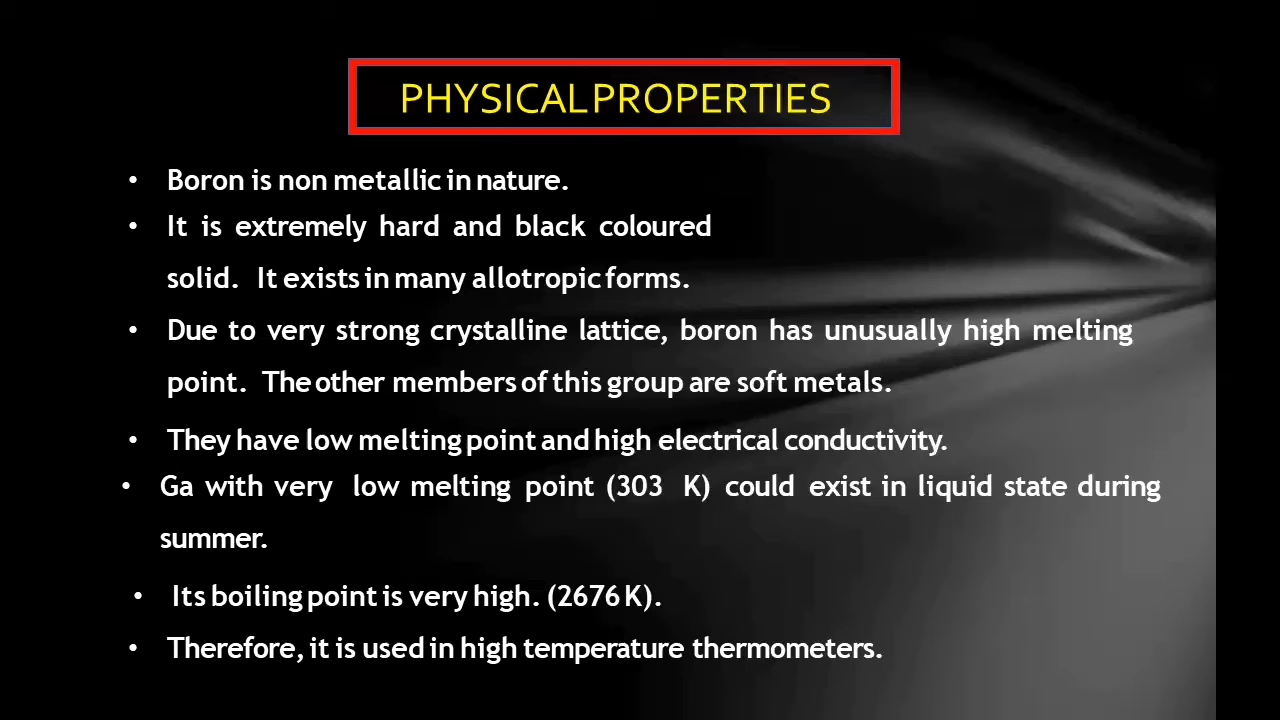 PHYSICAL PROPERTIES
• Boron is non metallic in nature.
• It is extremely hard and black coloured
solid. It exists in many allotropic forms.
• Due to very strong crystalline lattice, boron has unusually high melting
point. The other members of this group are soft metals.
• They have low melting point and high electrical conductivity.
• Ga with very low melting point (303 K) could exist in liquid state during
summer.
• Its boiling point is very high. (2676 K).
• Therefore, it is used in high temperature thermometers.